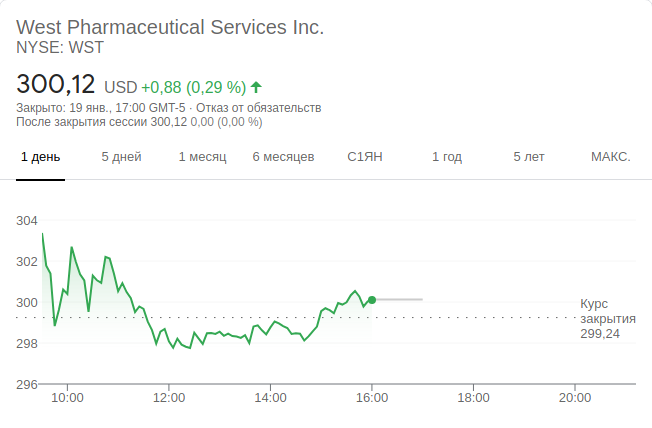 West Pharmaceutical Services Inc.
NYSE: WST
300,12 USD +0,88 (0,29 %)
Закрыто: 19 янв., 17:00 GMT-5 · Отказ от обязательств
После закрытия сессии 300,12 0,00 (0,00 %)
1 день 5 дней 1 месяц 6 месяцев С1ЯН 1 год 5 лет МАКС.
304
302
300
298
296
Курс
закрытия
299,24
10:00 12:00 14:00 16:00 18:00 20:00